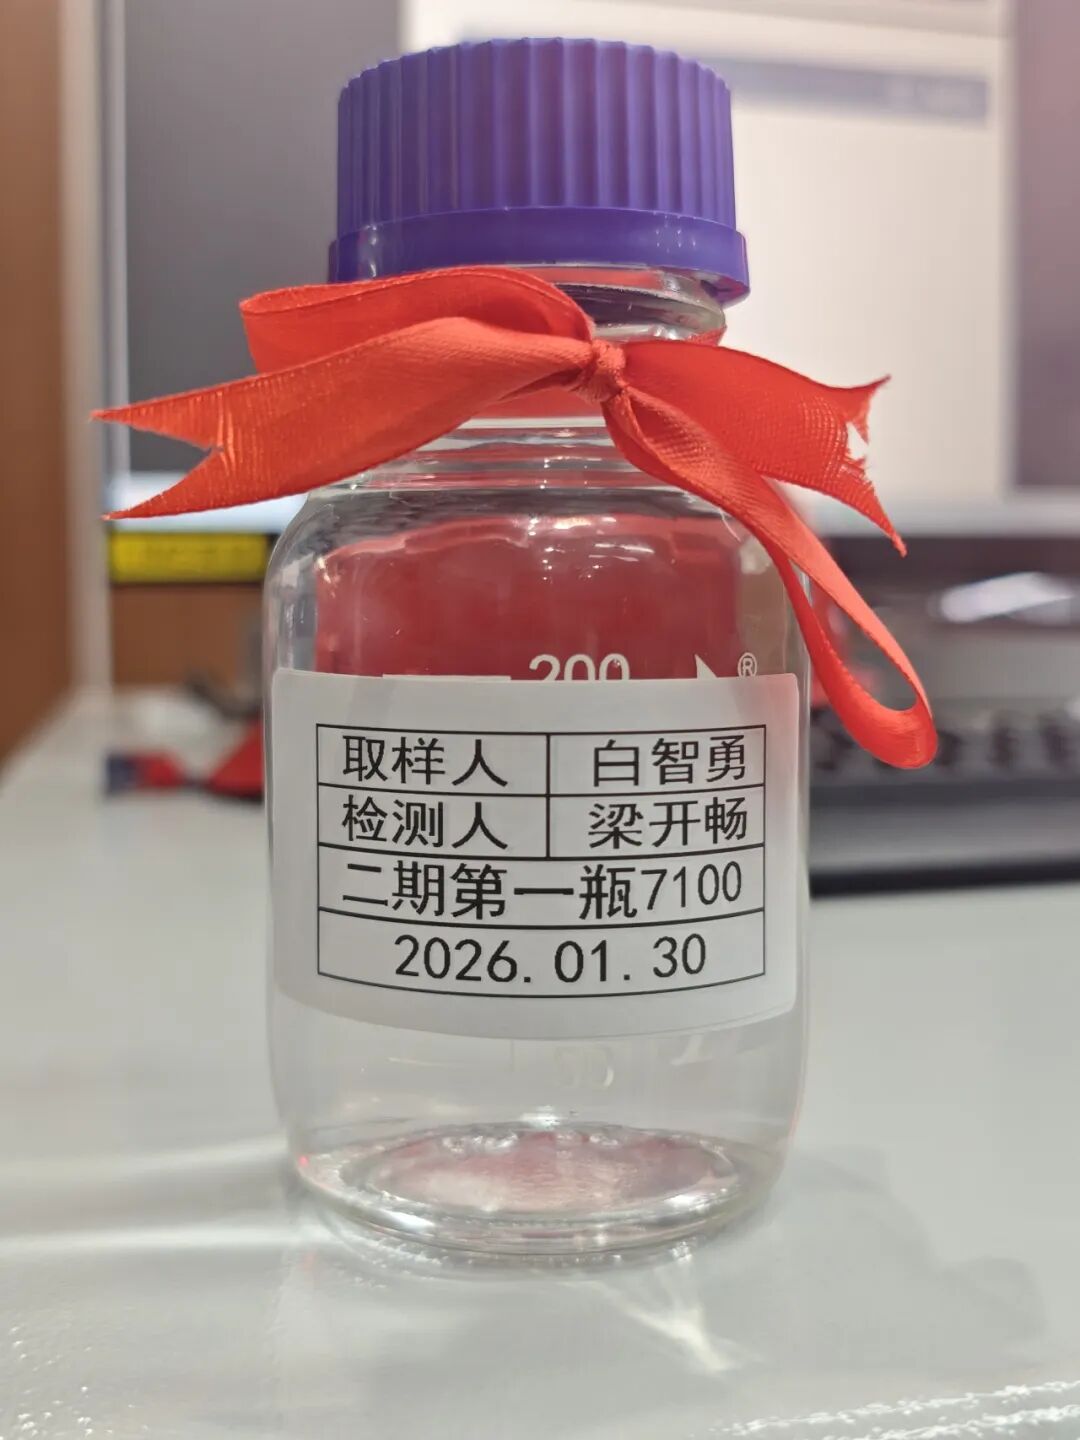 200 ®
取样人 白智勇
检测人 梁开畅
二期第一瓶7100
2026.01.30